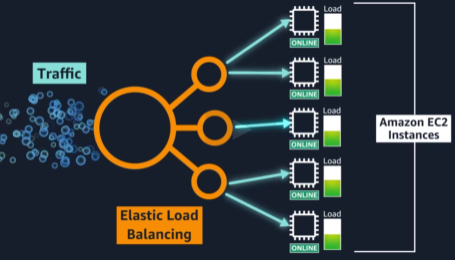 Load
ONLINE
Traffic
Load
ONLINE
Load
Amazon EC2
Instances
ONLINE
Load
ONLINE
Elastic Load
Balancing
Load
ONLINE